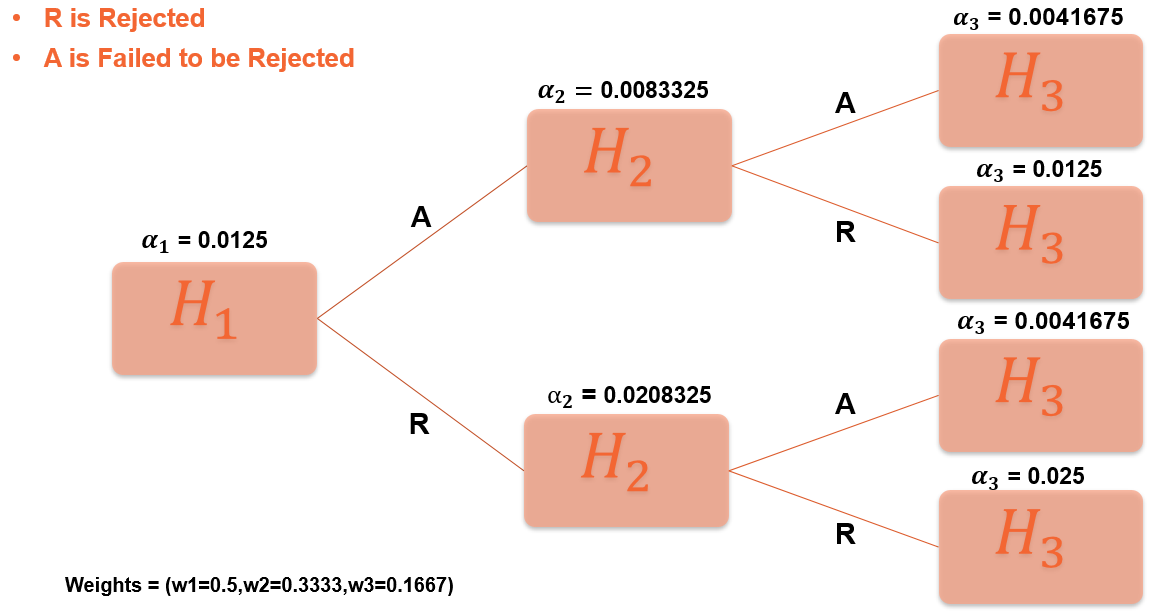 • R is Rejected
• A is Failed to be Rejected
α₃ = 0.0041675
H₃
α₂ = 0.0083325
A
H₂
α₃ = 0.0125
A
R
H₃
α₁ = 0.0125
H₁
α₃ = 0.0041675
H₃
α₂ = 0.0208325
A
R
H₂
α₃ = 0.025
R
H₃
Weights = (w1=0.5,w2=0.3333,w3=0.1667)